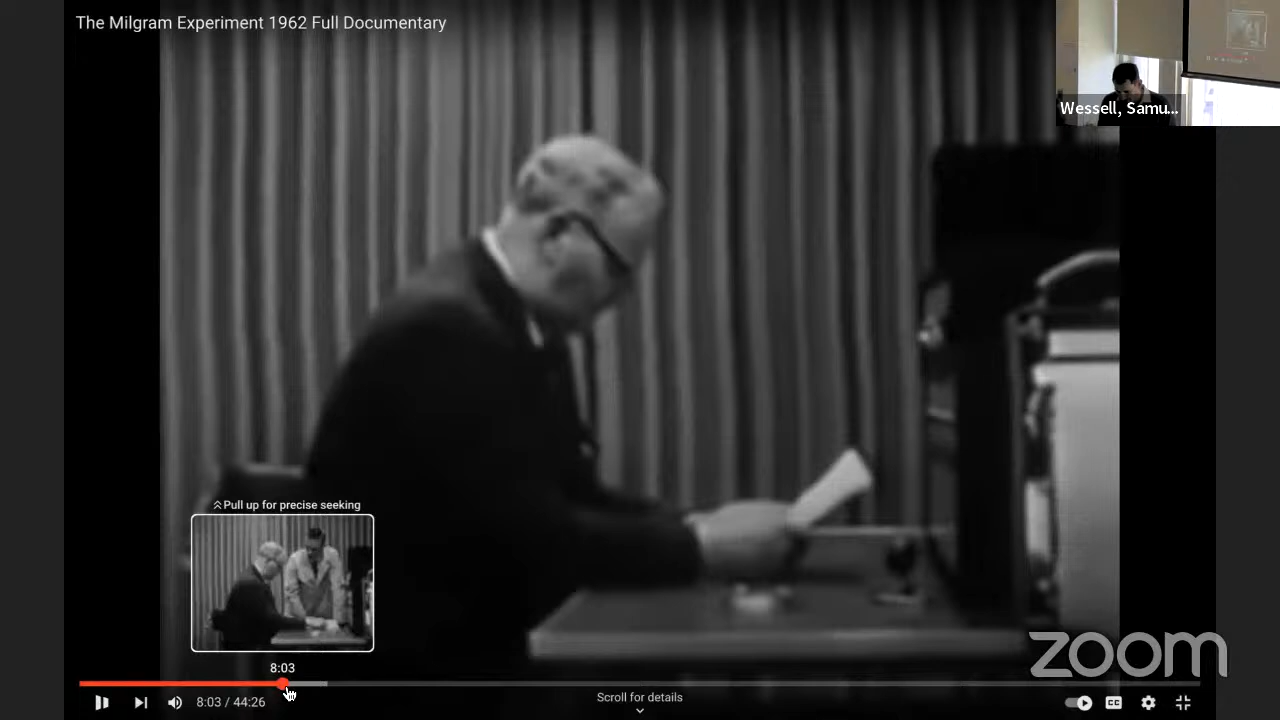 The Milgram Experiment 1962 Full Documentary
Wessell, Samu...
Pull up for precise seeking
8:03
8:03 / 44:26
Scroll for details
CC
zoom